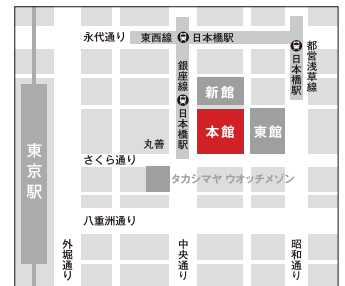 永代通り
東西線
日本橋駅
都営浅草線
日本橋駅
銀座線
日本橋駅
新館
本館
東館
丸善
東京駅
さくら通り
タカシマヤ ウオッチメゾン
八重洲通り
外堀通り
中央通り
昭和通り